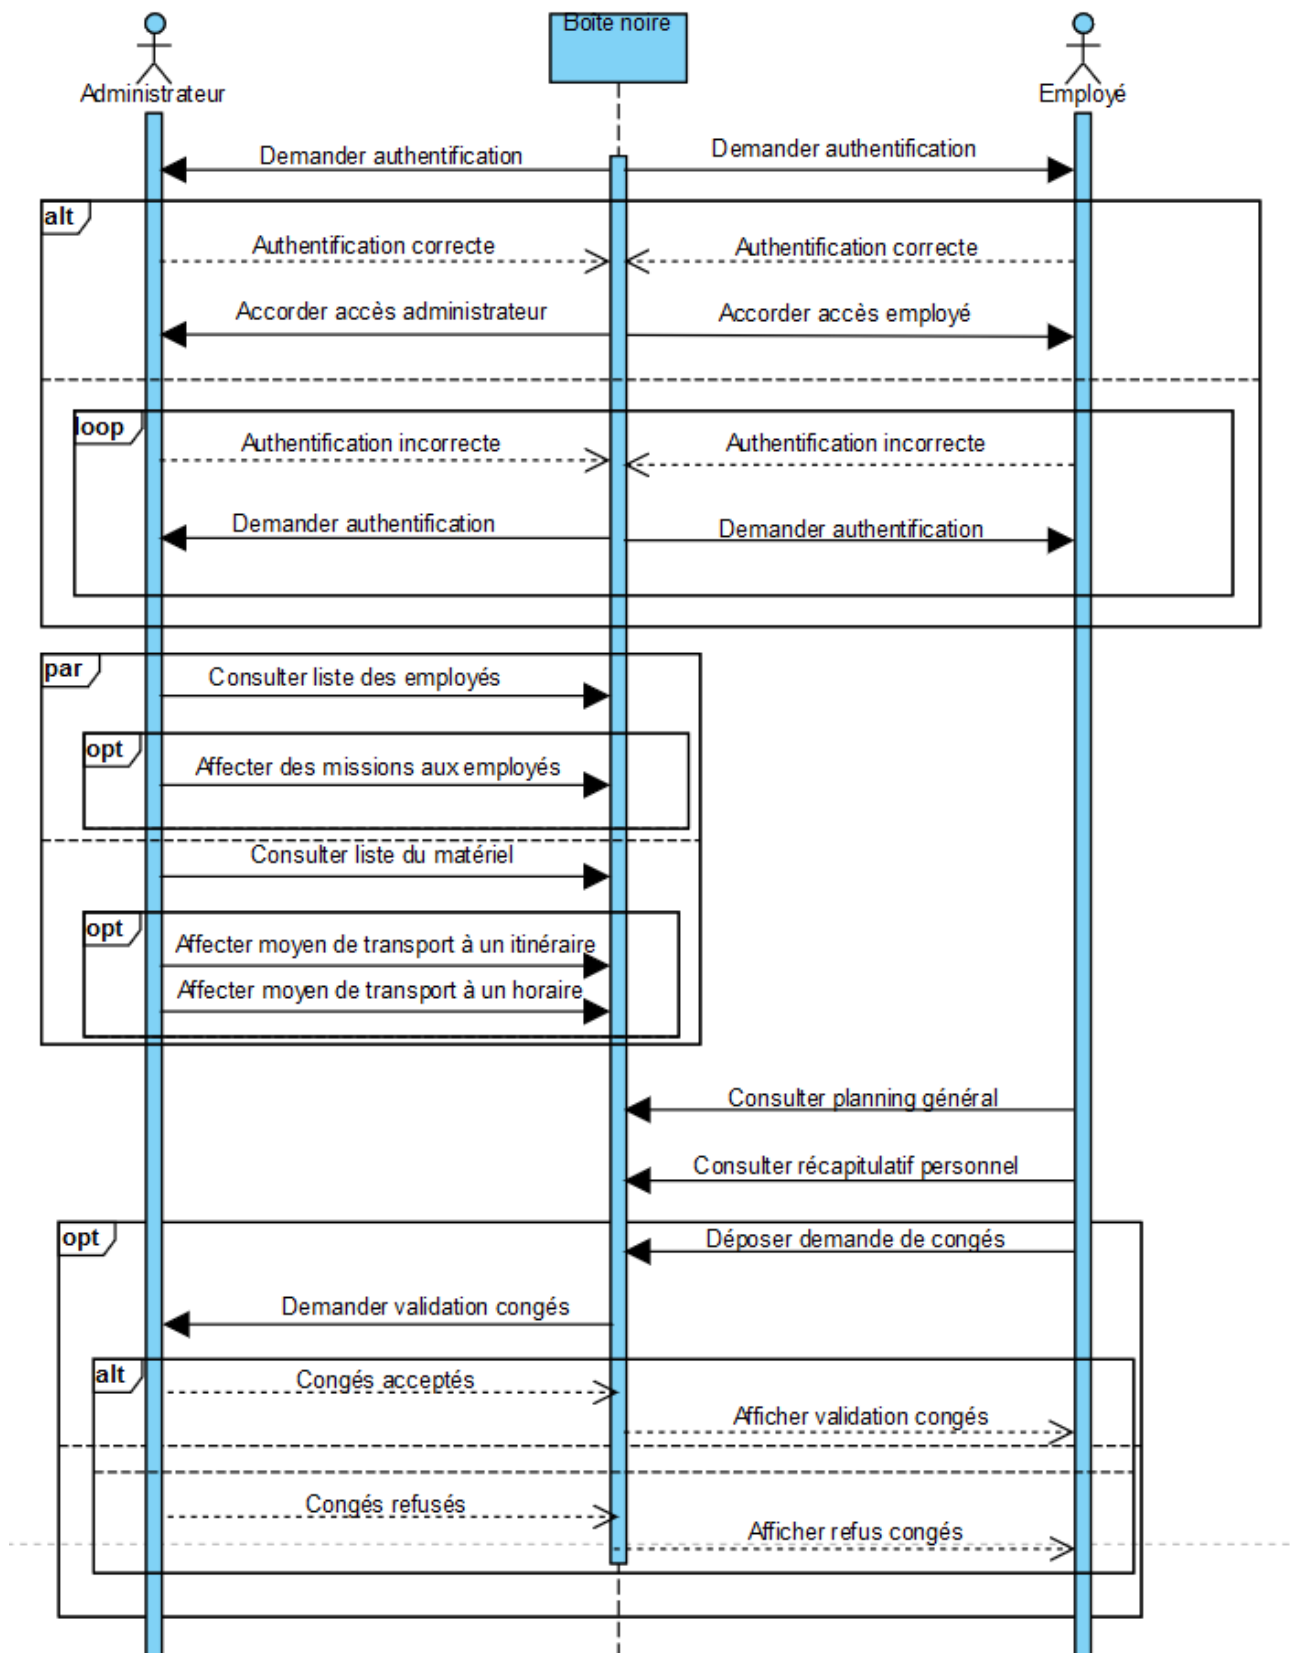 Boîte noire
Administrateur
Employé
Demander authentification
Demander authentification
alt
Authentification correcte
Authentification correcte
Accorder accès administrateur
Accorder accès employé
loop
Authentification incorrecte
Authentification incorrecte
Demander authentification
Demander authentification
par
Consulter liste des employés
opt
Affecter des missions aux employés
Consulter liste du matériel
opt
Affecter moyen de transport à un itinéraire
Affecter moyen de transport à un horaire
Consulter planning général
Consulter récapitulatif personnel
opt
Déposer demande de congés
Demander validation congés
alt
Congés acceptés
Afficher validation congés
Congés refusés
Afficher refus congés